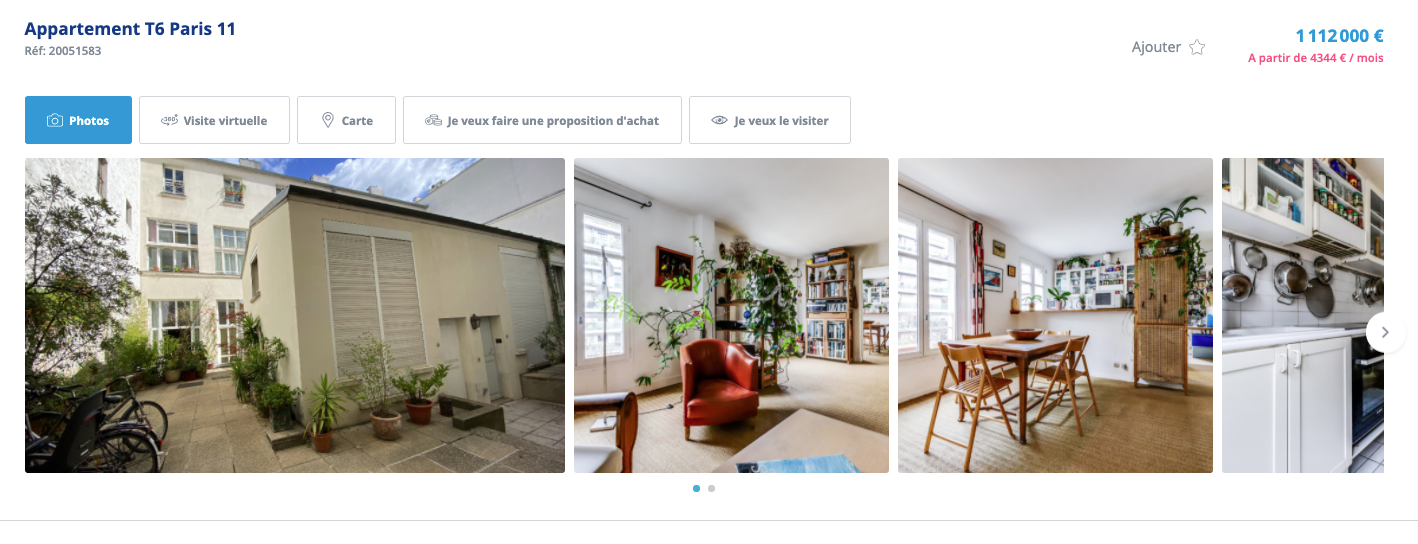 Appartement T6 Paris 11
Réf: 20051583
Ajouter
1 112 000 €
A partir de 4344 € / mois
Photos
Visite virtuelle
Carte
Je veux faire une proposition d'achat
Je veux le visiter